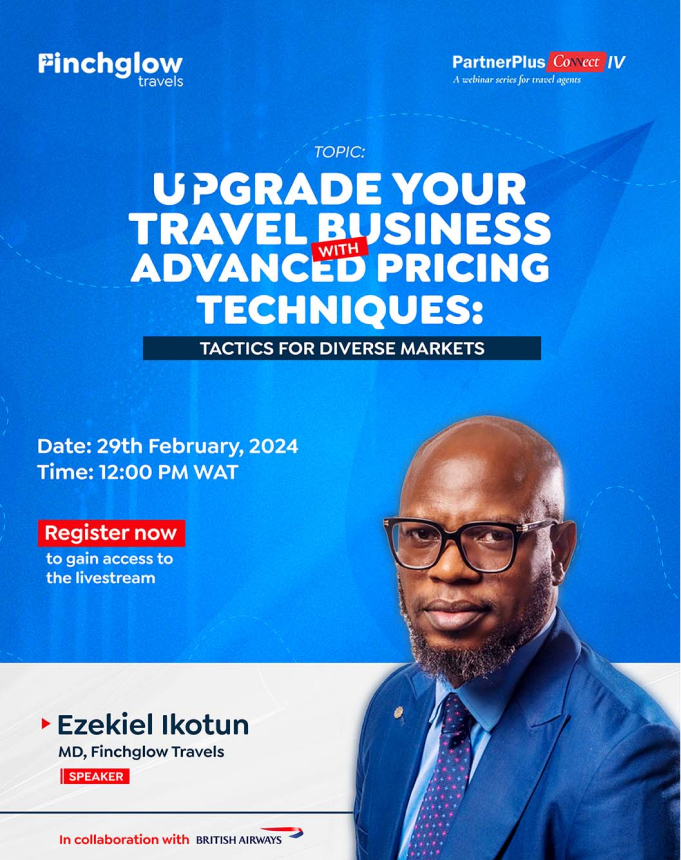 Finchglow
travels
PartnerPlus Connect IV
A webinar series for travel agents
TOPIC:
UPGRADE YOUR
TRAVEL BUSINESS
WITH
ADVANCED PRICING
TECHNIQUES:
TACTICS FOR DIVERSE MARKETS
Date: 29th February, 2024
Time: 12:00 PM WAT
Register now
to gain access to
the livestream
Ezekiel Ikotun
MD, Finchglow Travels
SPEAKER
In collaboration with BRITISH AIRWAYS